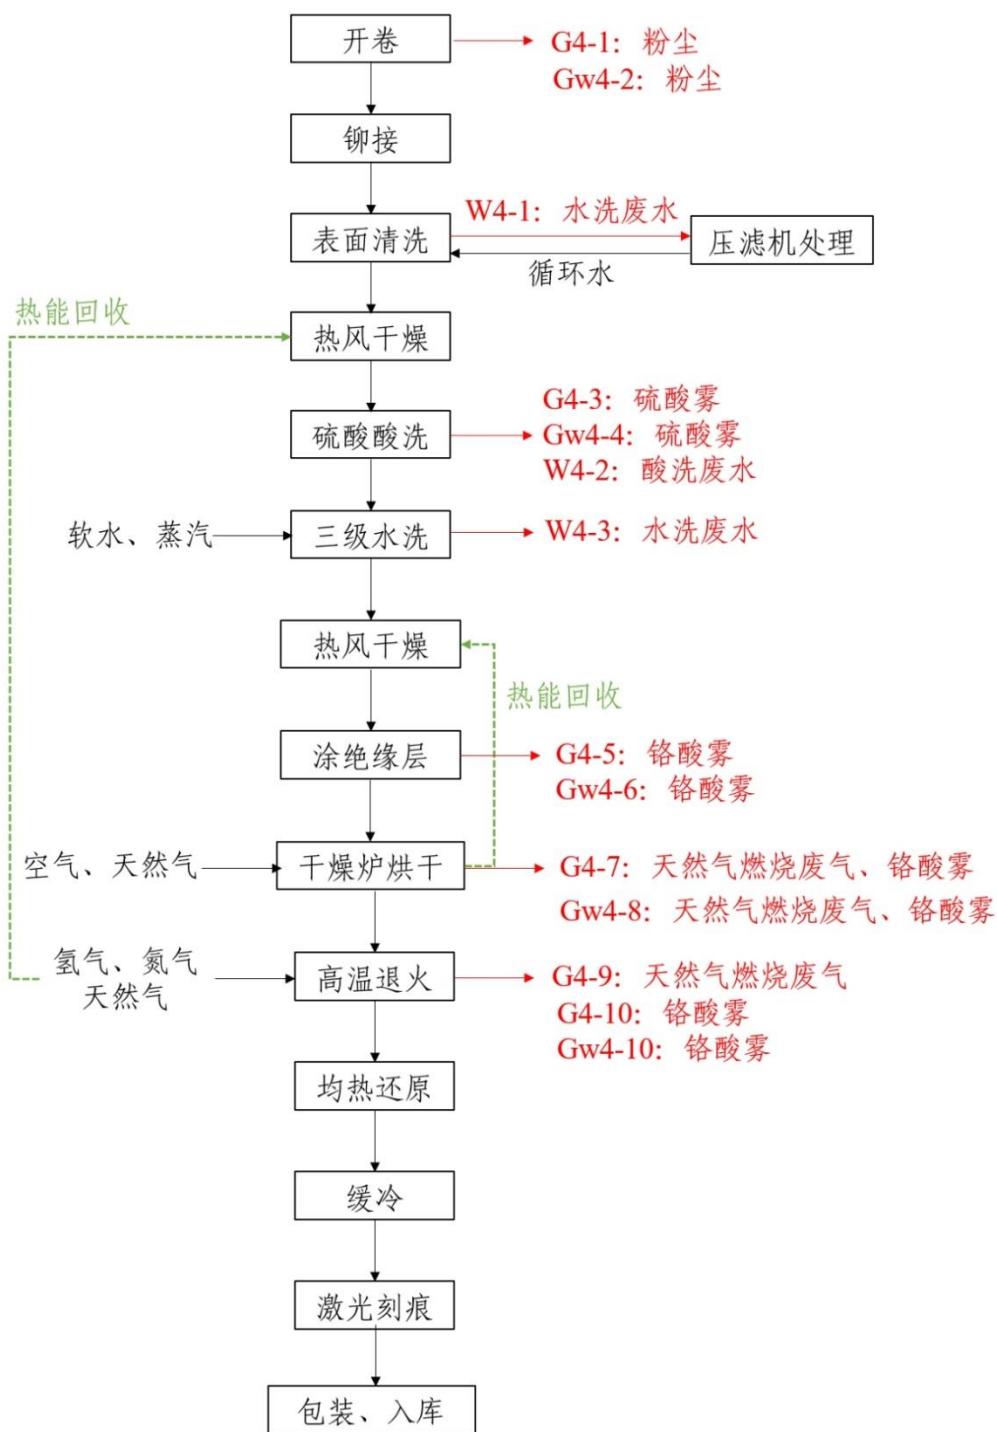 开卷
G4-1：粉尘
Gw4-2：粉尘
铆接
W4-1：水洗废水
表面清洗
压滤机处理
循环水
热能回收
热风干燥
G4-3：硫酸雾
硫酸酸洗
Gw4-4：硫酸雾
W4-2：酸洗废水
软水、蒸汽
三级水洗
W4-3：水洗废水
热风干燥
热能回收
涂绝缘层
G4-5：铬酸雾
Gw4-6：铬酸雾
空气、天然气
干燥炉烘干
G4-7：天然气燃烧废气、铬酸雾
Gw4-8：天然气燃烧废气、铬酸雾
氢气、氮气
天然气
高温退火
G4-9：天然气燃烧废气
G4-10：铬酸雾
Gw4-10：铬酸雾
均热还原
缓冷
激光刻痕
包装、入库